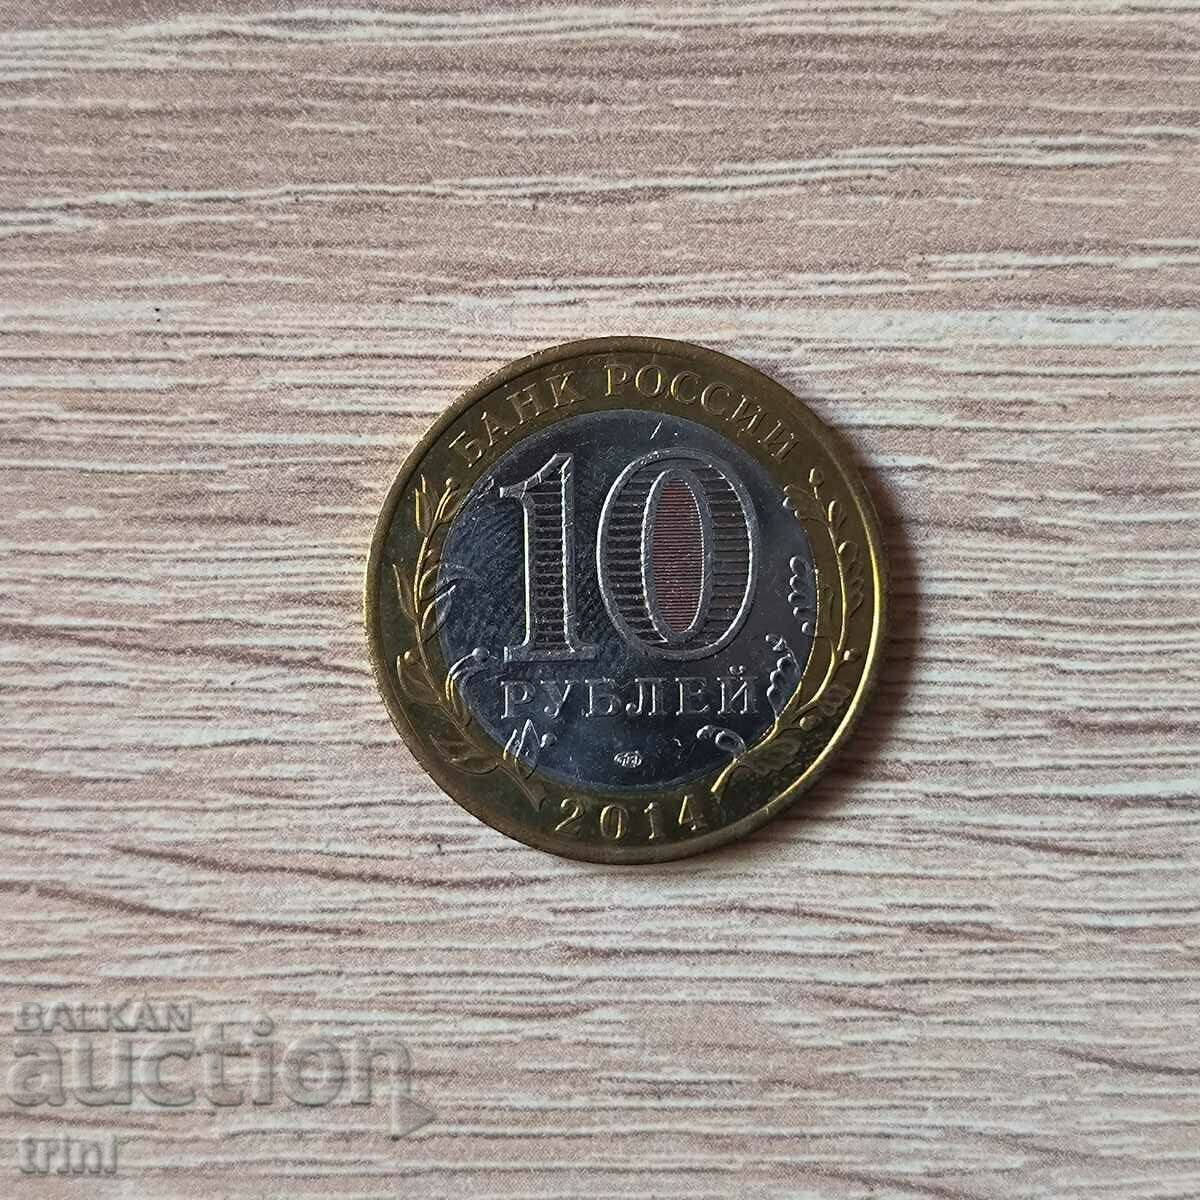 БАНК РОССИИ
10
РУБЛЕЙ
2014
BALKAN
auction
trini